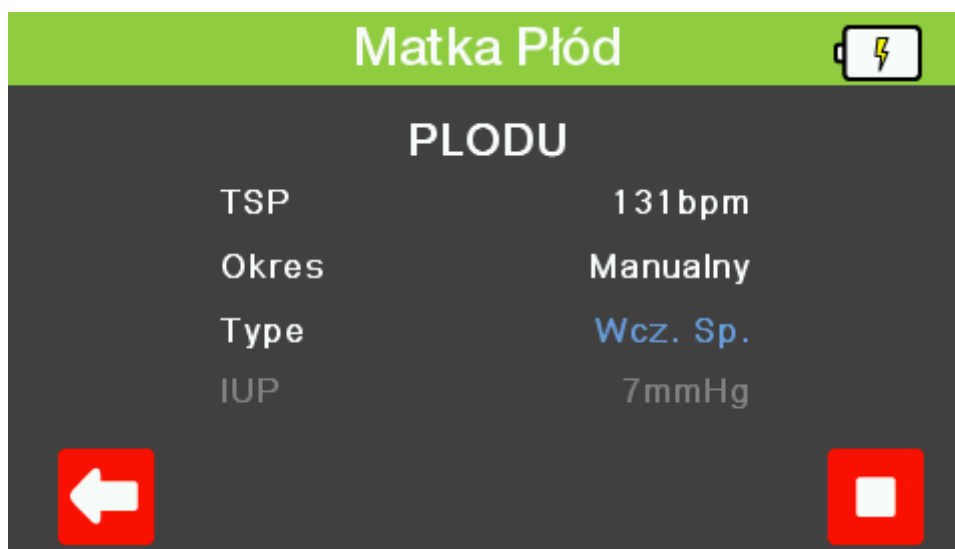 Matka Płód
PLODU
TSP 131bpm
Okres Manualny
Type Wcz. Sp.
IUP 7mmHg